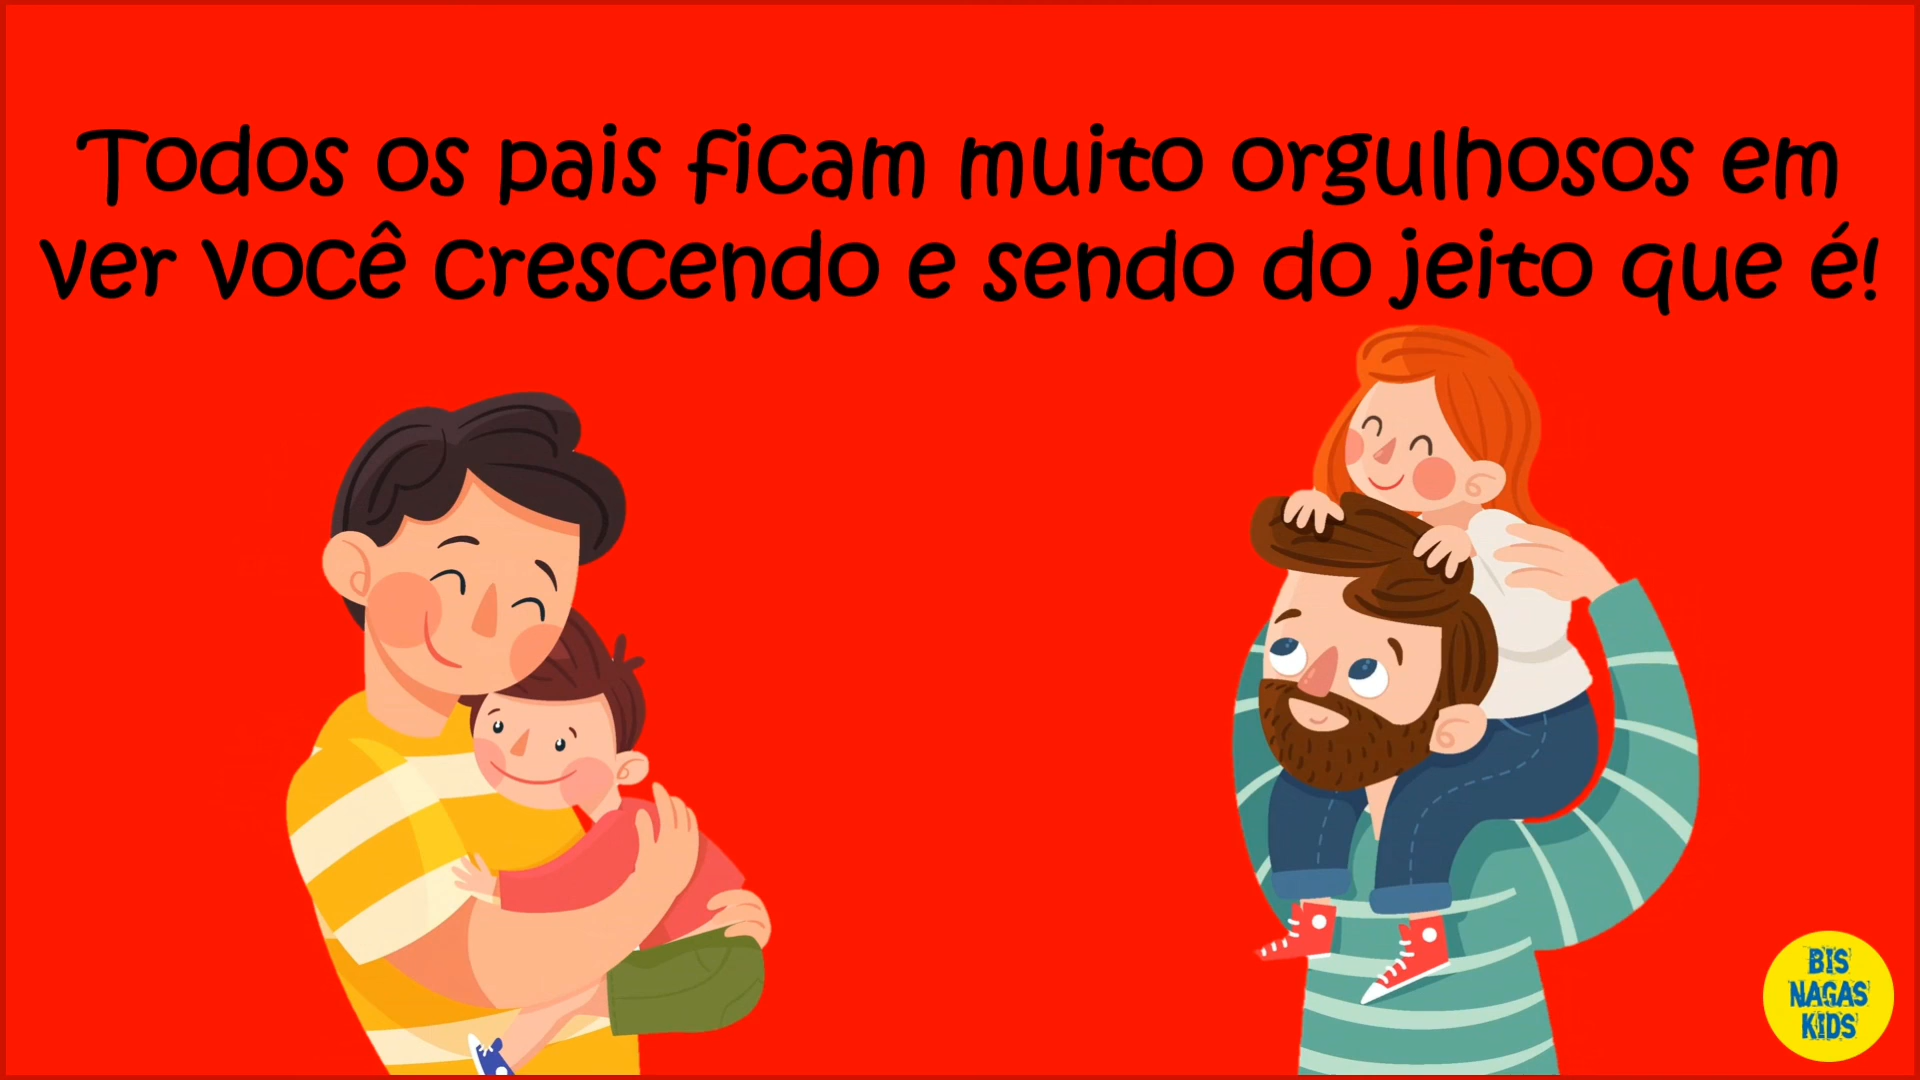 Todos os pais ficam muito orgulhosos em
ver você crescendo e sendo do jeito que é!
BIS
NAGAS
KIDS